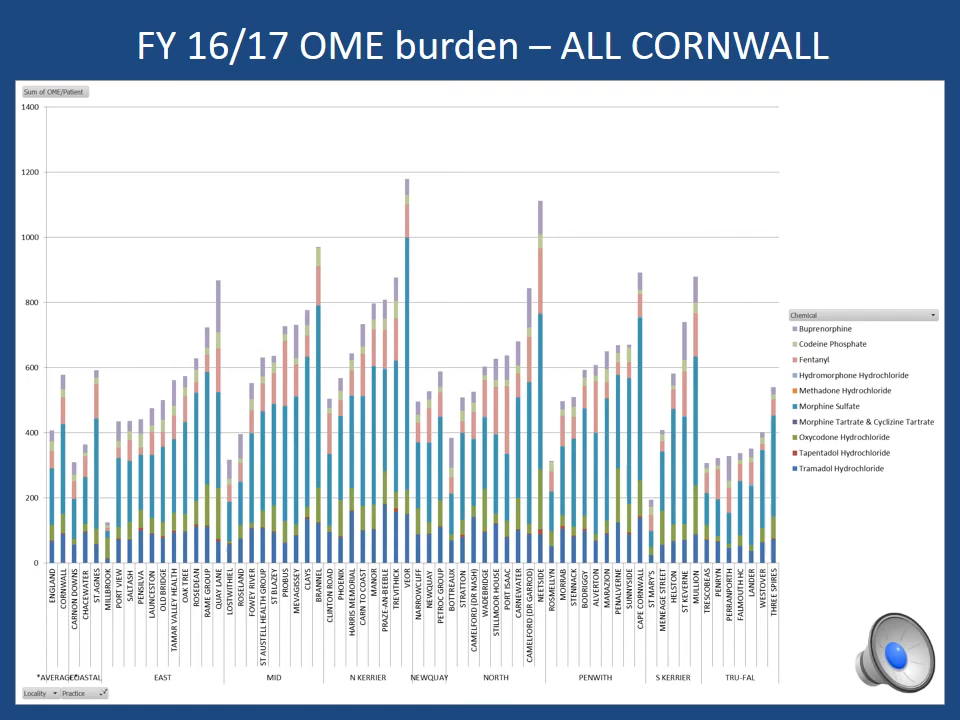 FY 16/17 OME burden – ALL CORNWALL
Sum of OME/Patient
1400
1200
1000
800
600
400
200
0
ENGLAND
CORNWALL
CARNON DOWNS
CHACEWATER
ST.AGNES
MILLBROOK
PORT VIEW
SALTASH
PENSILVA
LAUNCESTON
OLD BRIDGE
TAMAR VALLEY HEALTH
OAK TREE
ROSEDEAN
RAME GROUP
QUAY LANE
LOSTWITHIEL
ROSELAND
FOWEY RIVER
ST AUSTELL HEALTH GROUP
ST BLAZEY
PROBUS
MEVAGISSEY
CLAYS
BRANNEL
CLINTON ROAD
PHOENIX
HARRIS MEMORIAL
CARN TO COAST
MANOR
PRAZE-AN-BEEBLE
TREVITHICK
VEOR
NARROWCLIFF
NEWQUAY
PETROC GROUP
BOTTREAUX
STRATTON
CAMELFORD (DR NASH)
WADEBRIDGE
STILLMOOR HOUSE
PORT ISAAC
CARNEWATER
CAMELFORD (DR GARROD)
NEETSIDE
ROSMELLYN
MORRAB
STENNACK
BODRIGGY
ALVERTON
MARAZION
PENALVERNE
SUNNYSIDE
CAPE CORNWALL
ST MARY'S
MENEAGE STREET
HELSTON
ST KEVERNE
MULLION
TRESCOBEAS
PENRYN
PERRANPORTH
FALMOUTH HC
LANDER
WESTOVER
THREE SPIRES
*AVERAGE*
COASTAL
EAST
MID
N KERRIER
NEWQUAY
NORTH
PENWITH
S KERRIER
TRU-FAL
Locality
Practice
Chemical
Buprenorphine
Codeine Phosphate
Fentanyl
Hydromorphone Hydrochloride
Methadone Hydrochloride
Morphine Sulfate
Morphine Tartrate & Cyclizine Tartrate
Oxycodone Hydrochloride
Tapentadol Hydrochloride
Tramadol Hydrochloride